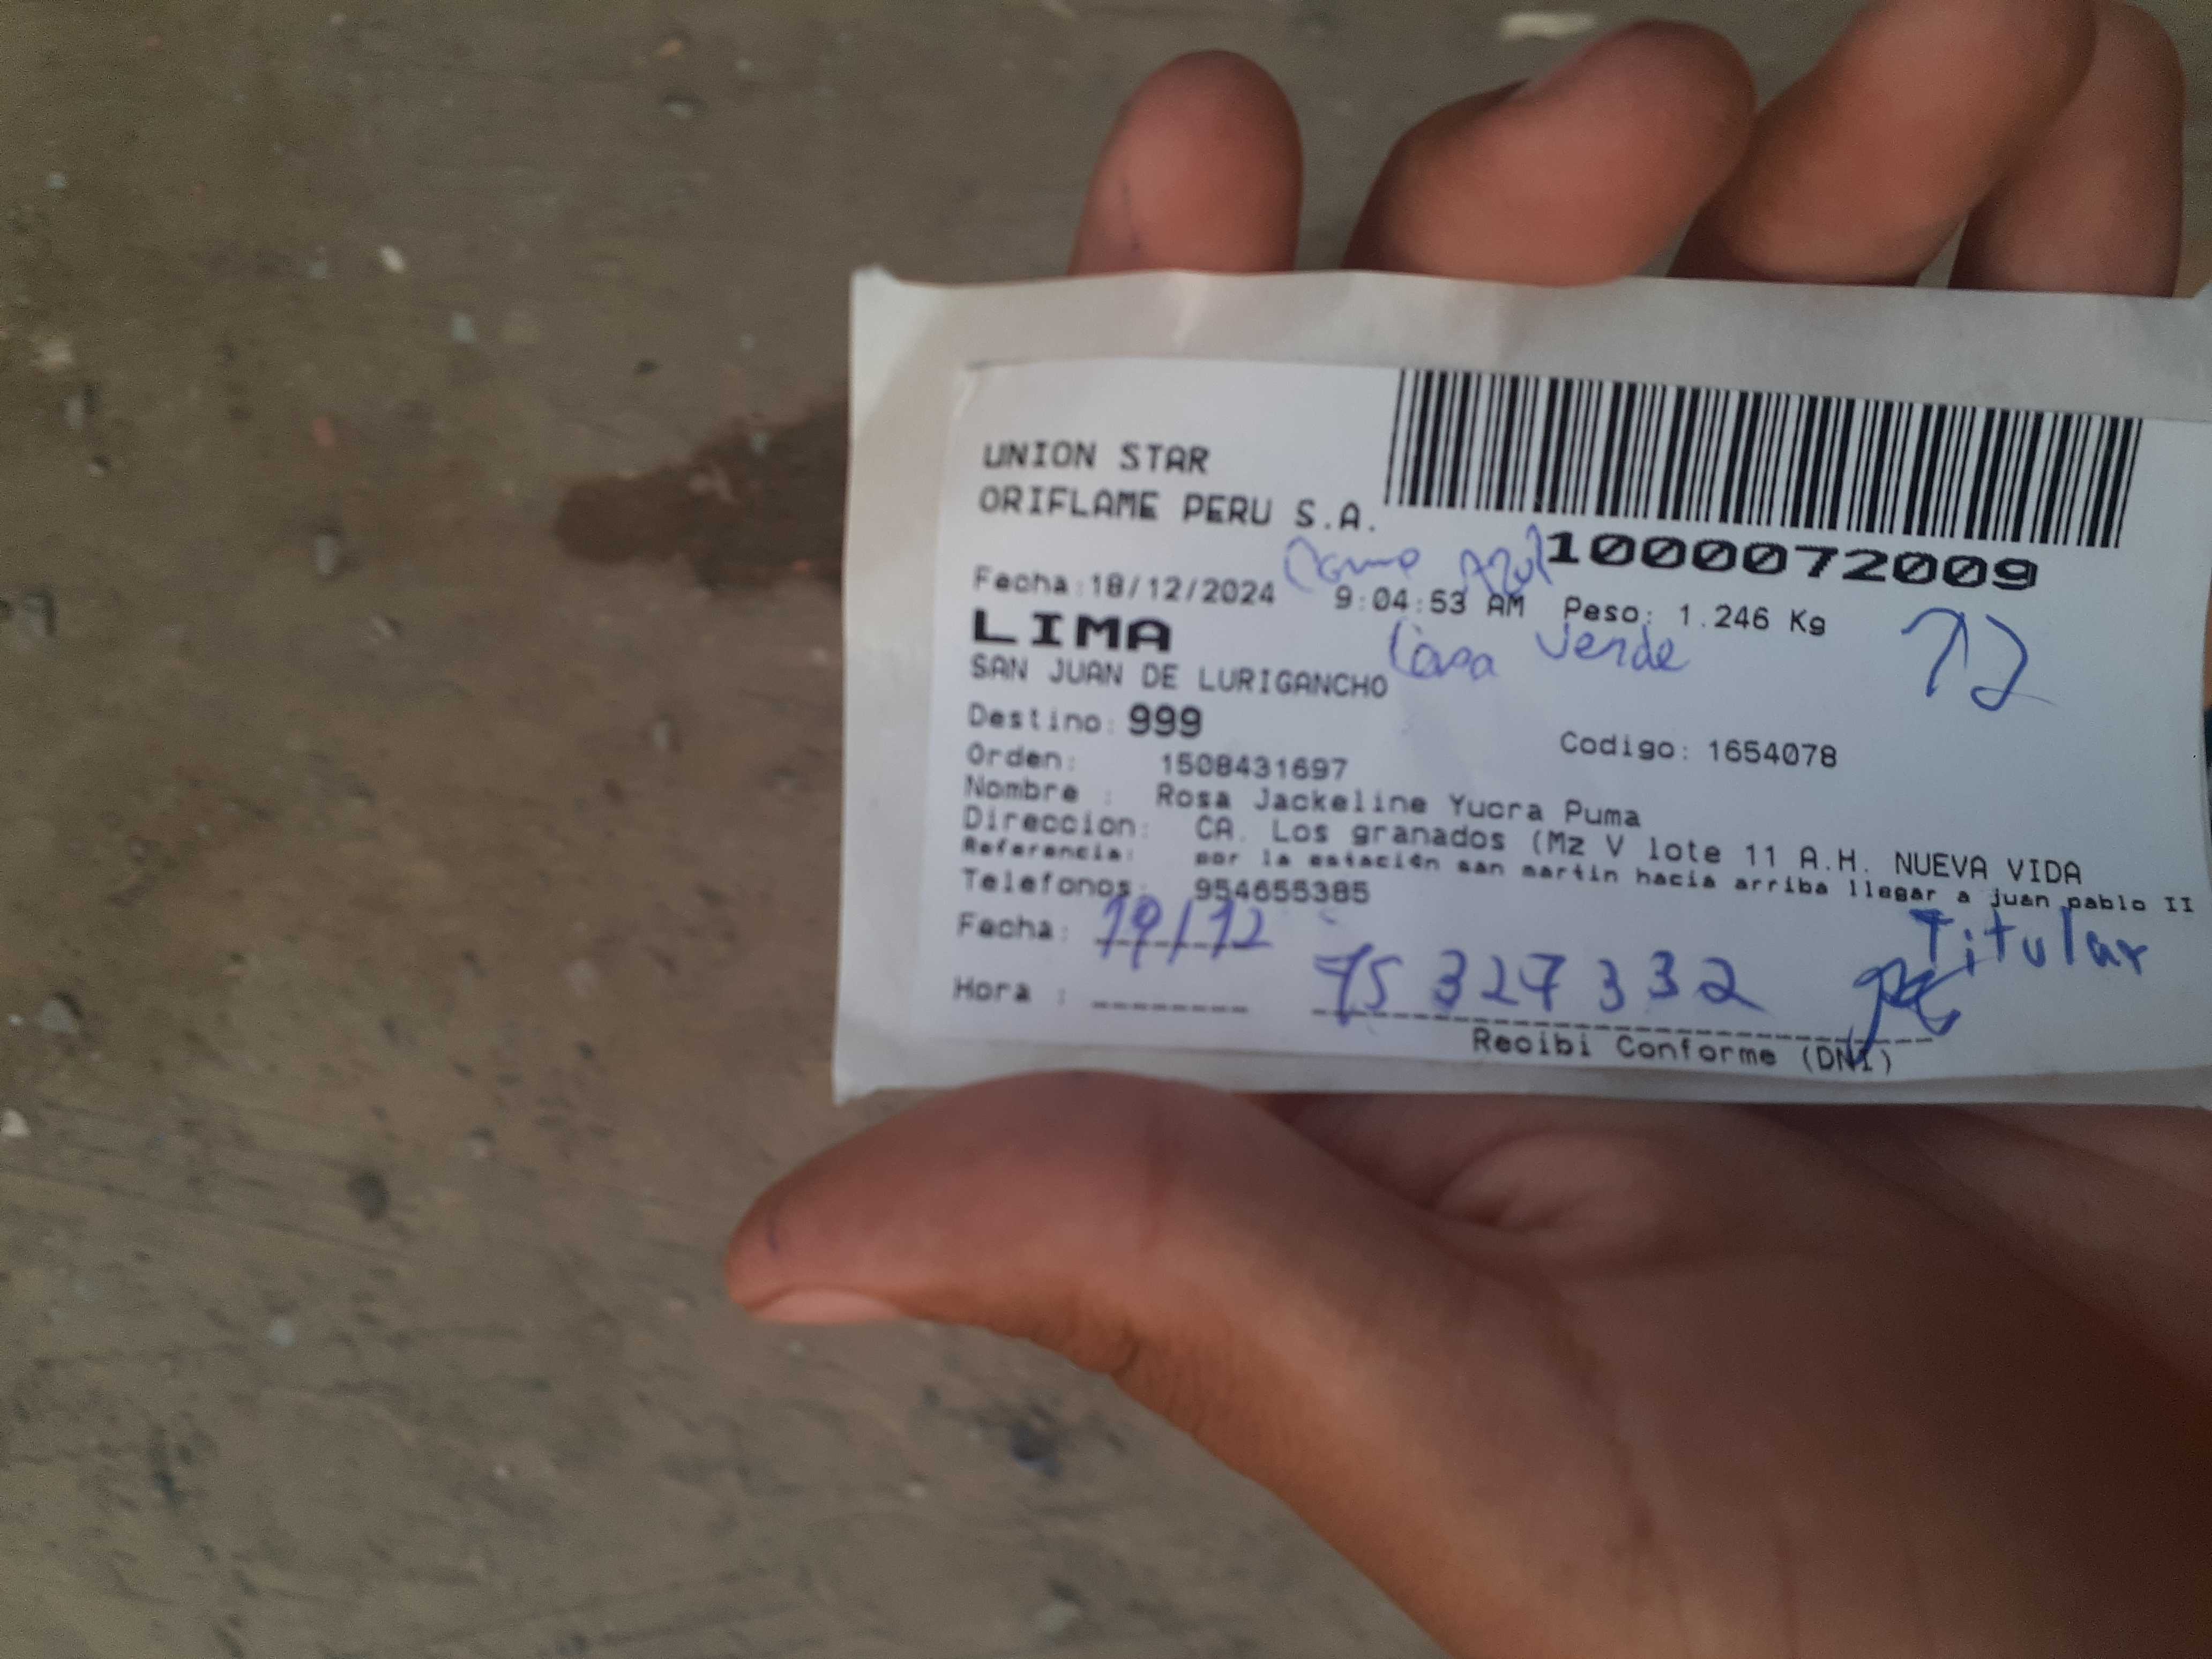 UNION STAR
ORIFLAME PERU S.A.
1000072009
Azul
Fecha:18/12/2024 9:04:53 AM Peso: 1.246 Kg
LIMA
Casa Verde
12
SAN JUAN DE LURIGANCHO
Destino: 999
Codigo: 1654078
Orden: 1508431697
Nombre : Rosa Jackeline Yucra Puma
Direccion: CA. Los granados (Mz V lote 11 A.H. NUEVA VIDA
Referencia: por la estación san martin hacia arriba llegar a juan pablo II
Telefonos: 954655385
Titular
Fecha: 19/12
Hora : 75327332
Recibi Conforme (DNI)